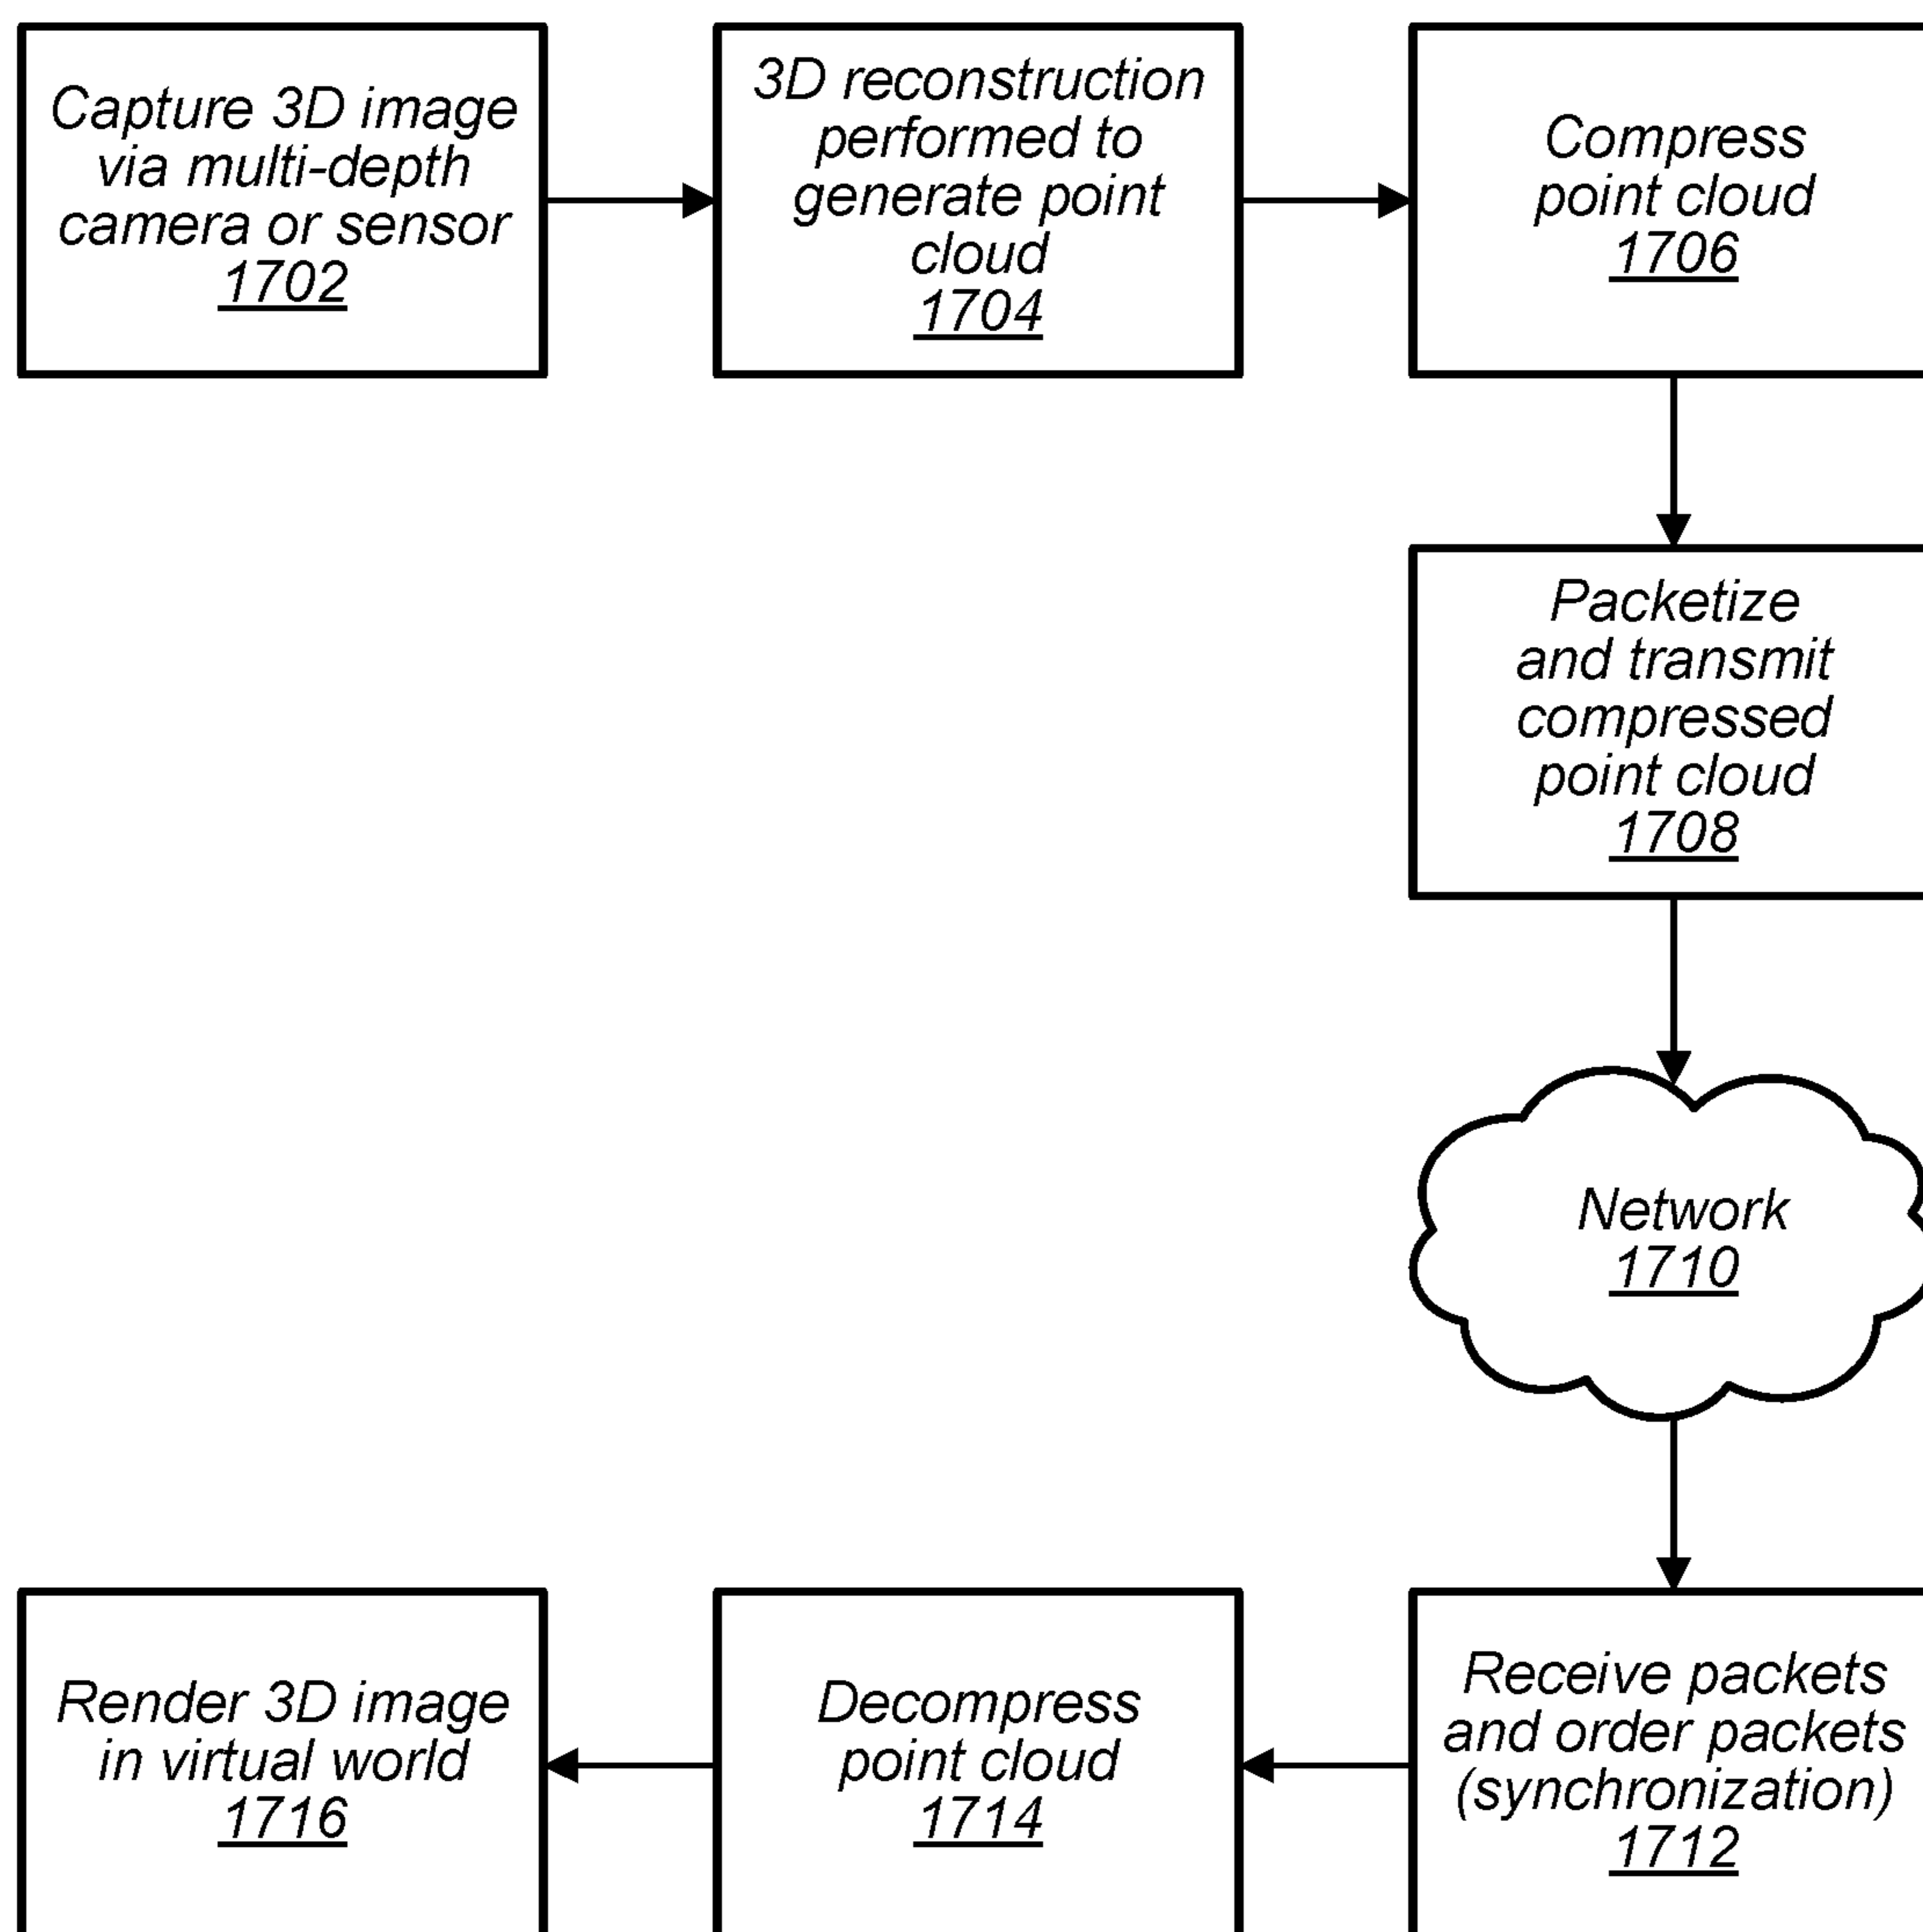 Capture 3D image
via multi-depth
camera or sensor
1702
3D reconstruction
performed to
generate point
cloud
1704
Compress
point cloud
1706
Packetize
and transmit
compressed
point cloud
1708
Network
1710
Receive packets
and order packets
(synchronization)
1712
Decompress
point cloud
1714
Render 3D image
in virtual world
1716